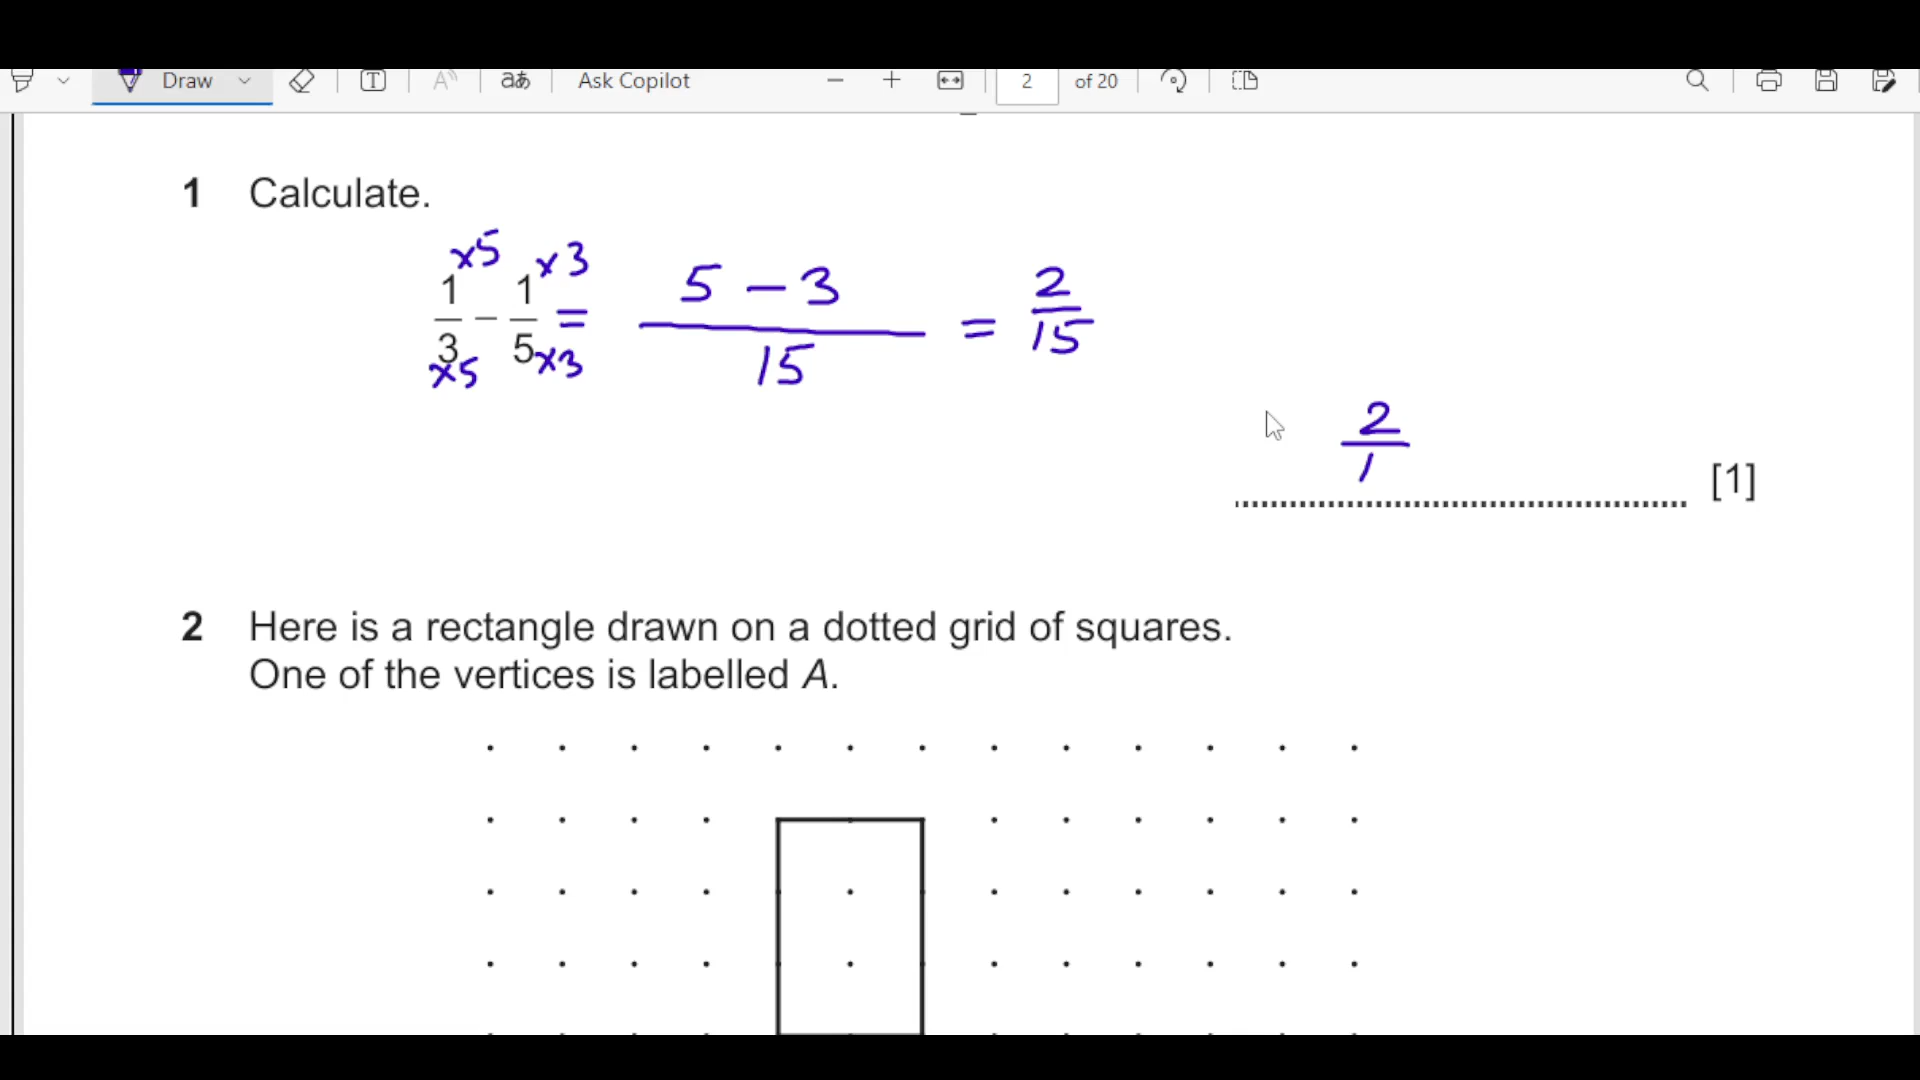 Draw T A aあ Ask Copilot 2 of 20
1 Calculate.
×5 ×3
1/3 - 1/5 = 5 - 3/15 = 2/15
×5 ×3
2/1
[1]
2 Here is a rectangle drawn on a dotted grid of squares.
One of the vertices is labelled A.